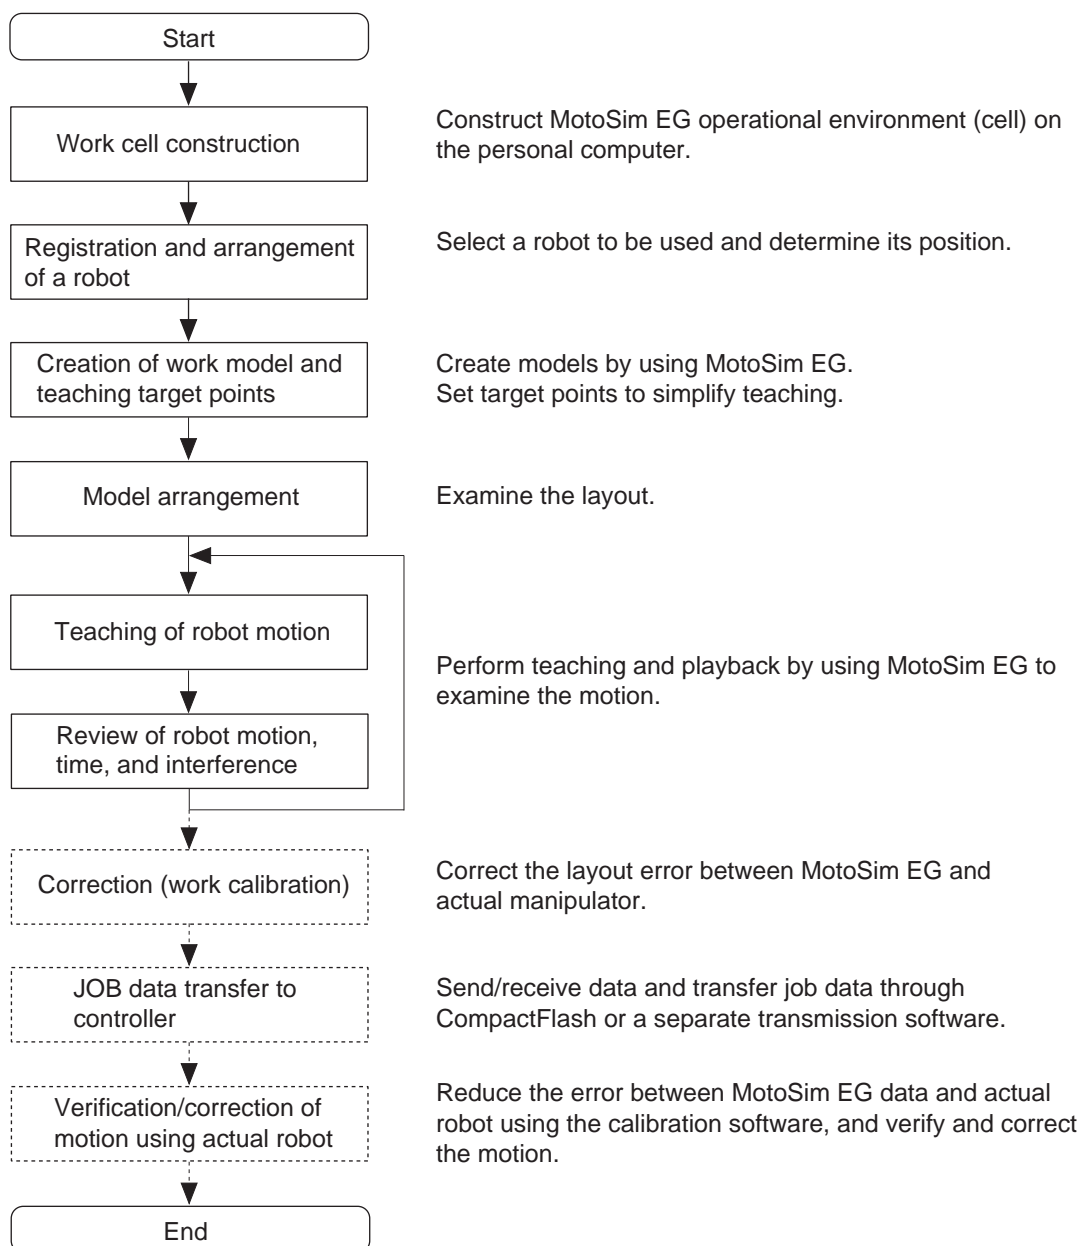 Start
Work cell construction
Construct MotoSim EG operational environment (cell) on
the personal computer.
Registration and arrangement
of a robot
Select a robot to be used and determine its position.
Creation of work model and
teaching target points
Create models by using MotoSim EG.
Set target points to simplify teaching.
Model arrangement
Examine the layout.
Teaching of robot motion
Perform teaching and playback by using MotoSim EG to
examine the motion.
Review of robot motion,
time, and interference
Correction (work calibration)
Correct the layout error between MotoSim EG and
actual manipulator.
JOB data transfer to
controller
Send/receive data and transfer job data through
CompactFlash or a separate transmission software.
Verification/correction of
motion using actual robot
Reduce the error between MotoSim EG data and actual
robot using the calibration software, and verify and correct
the motion.
End